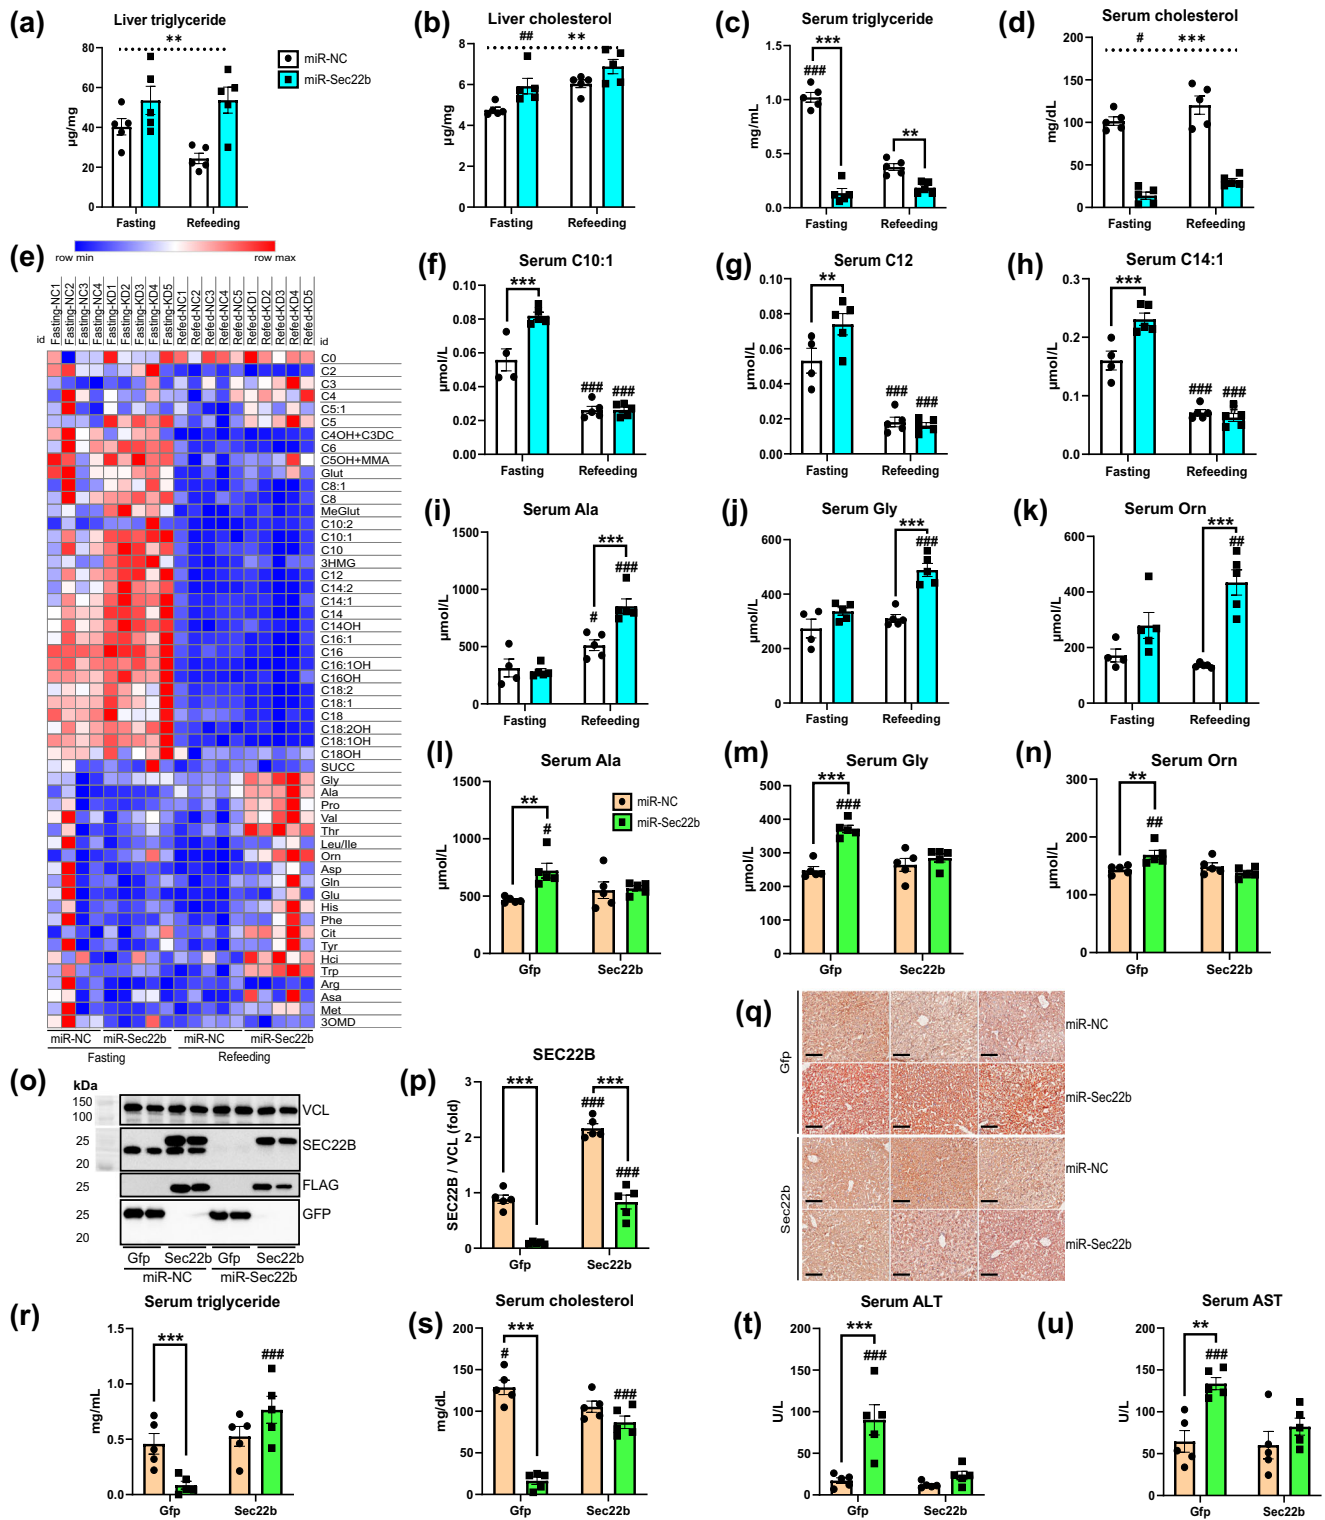 (a)
Liver triglyceride
**
80
60
40
20
0
µg/mg
Fasting
Refeeding
miR-NC
miR-Sec22b
(b)
Liver cholesterol
##
**
9
6
3
0
µg/mg
Fasting
Refeeding
(c)
Serum triglyceride
***
###
**
1.5
1.0
0.5
0.0
mg/mL
Fasting
Refeeding
(d)
Serum cholesterol
#
***
200
150
100
50
0
mg/dL
Fasting
Refeeding
(e)
row min
row max
id
Fasting-NC1
Fasting-NC2
Fasting-NC3
Fasting-NC4
Fasting-KD1
Fasting-KD2
Fasting-KD3
Fasting-KD4
Fasting-KD5
Refed-NC1
Refed-NC2
Refed-NC3
Refed-NC4
Refed-NC5
Refed-KD1
Refed-KD2
Refed-KD3
Refed-KD4
Refed-KD5
id
C0
C2
C3
C4
C5:1
C5
C4OH+C3DC
C6
C5OH+MMA
Glut
C8:1
C8
MeGlut
C10:2
C10:1
C10
3HMG
C12
C14:2
C14:1
C14
C14OH
C16:1
C16
C16:1OH
C16OH
C18:2
C18:1
C18
C18:2OH
C18:1OH
C18OH
SUCC
Gly
Ala
Pro
Val
Thr
Leu/Ile
Orn
Asp
Gln
Glu
His
Phe
Cit
Tyr
Hci
Trp
Arg
Asa
Met
3OMD
miR-NC
miR-Sec22b
miR-NC
miR-Sec22b
Fasting
Refeeding
(f)
Serum C10:1
***
###
###
0.10
0.08
0.06
0.04
0.02
0.00
µmol/L
Fasting
Refeeding
(g)
Serum C12
**
###
###
0.10
0.08
0.06
0.04
0.02
0.00
µmol/L
Fasting
Refeeding
(h)
Serum C14:1
***
###
###
0.3
0.2
0.1
0.0
µmol/L
Fasting
Refeeding
(i)
Serum Ala
***
#
###
1500
1000
500
0
µmol/L
Fasting
Refeeding
(j)
Serum Gly
***
###
600
400
200
0
µmol/L
Fasting
Refeeding
(k)
Serum Orn
***
##
600
400
200
0
µmol/L
Fasting
Refeeding
(l)
Serum Ala
**
#
1500
1000
500
0
µmol/L
Gfp
Sec22b
miR-NC
miR-Sec22b
(m)
Serum Gly
***
###
500
400
300
200
100
0
µmol/L
Gfp
Sec22b
(n)
Serum Orn
**
##
300
200
100
0
µmol/L
Gfp
Sec22b
(o)
kDa
150
100
25
20
25
25
20
VCL
SEC22B
FLAG
GFP
Gfp
Sec22b
Gfp
Sec22b
miR-NC
miR-Sec22b
(p)
SEC22B
***
***
###
###
3
2
1
0
SEC22B / VCL (fold)
Gfp
Sec22b
(q)
Gfp
Sec22b
miR-NC
miR-Sec22b
miR-NC
miR-Sec22b
(r)
Serum triglyceride
***
###
1.5
1.0
0.5
0.0
mg/mL
Gfp
Sec22b
(s)
Serum cholesterol
***
#
###
200
150
100
50
0
mg/dL
Gfp
Sec22b
(t)
Serum ALT
***
###
200
150
100
50
0
U/L
Gfp
Sec22b
(u)
Serum AST
**
###
200
150
100
50
0
U/L
Gfp
Sec22b